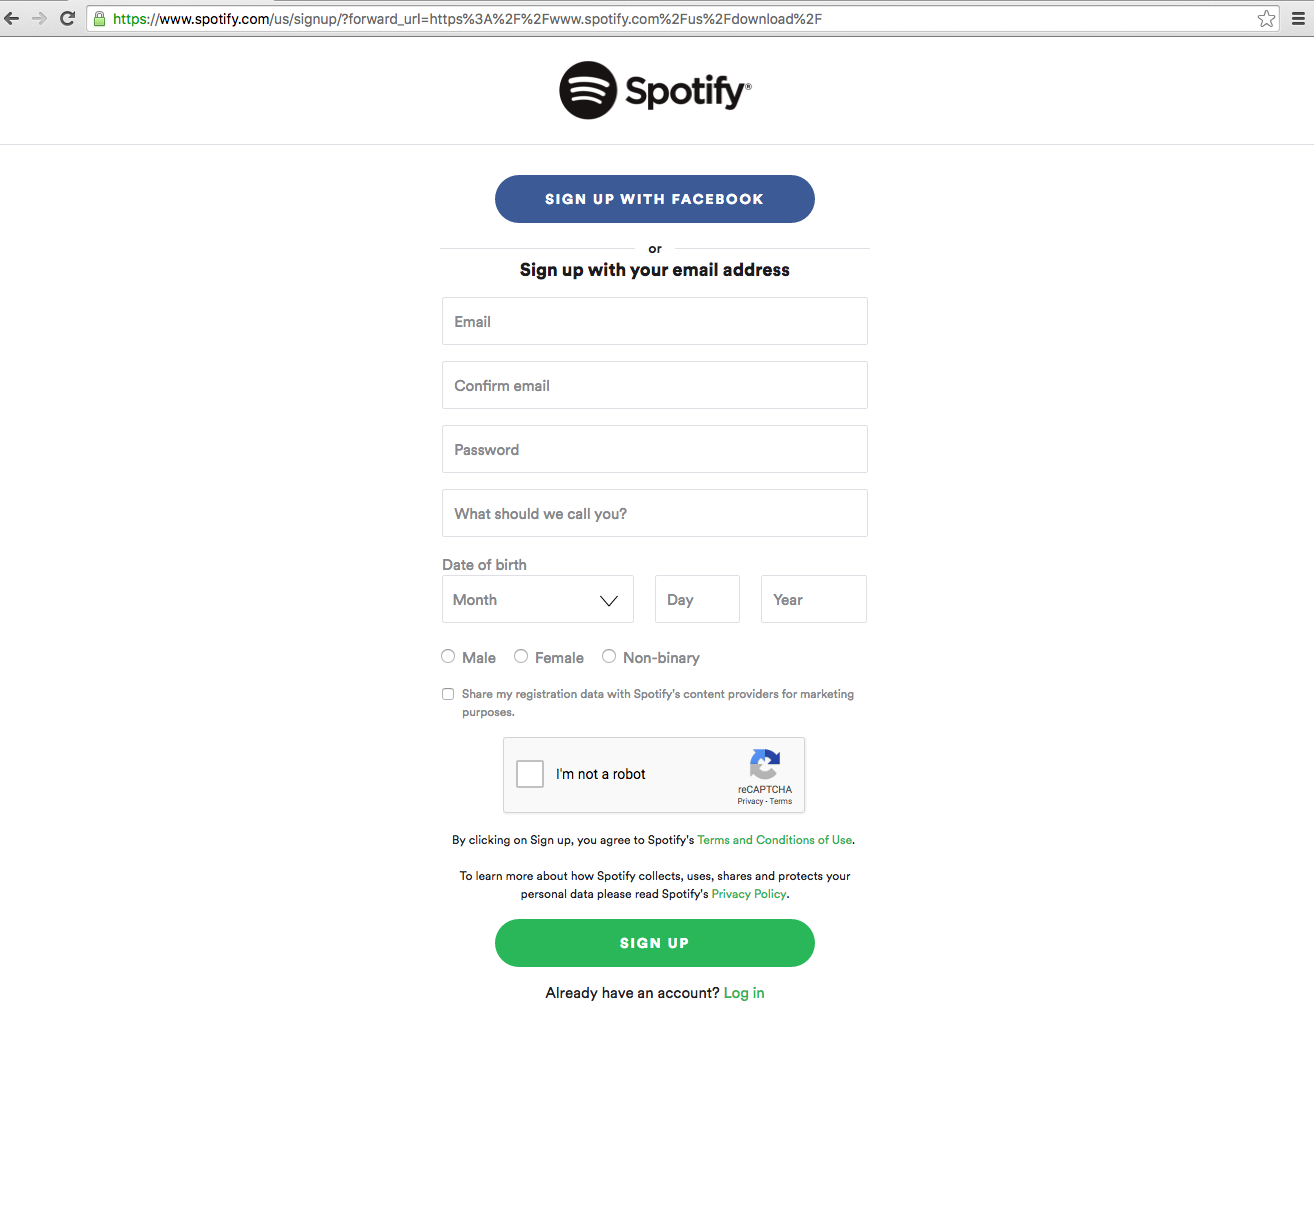 https://www.spotify.com/us/signup/?forward_url=https%3A%2F%2Fwww.spotify.com%2Fus%2Fdownload%2F
Spotify®
SIGN UP WITH FACEBOOK
or
Sign up with your email address
Email
Confirm email
Password
What should we call you?
Date of birth
Month Day Year
Male Female Non-binary
Share my registration data with Spotify's content providers for marketing
purposes.
I'm not a robot
reCAPTCHA
Privacy - Terms
By clicking on Sign up, you agree to Spotify's Terms and Conditions of Use.
To learn more about how Spotify collects, uses, shares and protects your
personal data please read Spotify's Privacy Policy.
SIGN UP
Already have an account? Log in